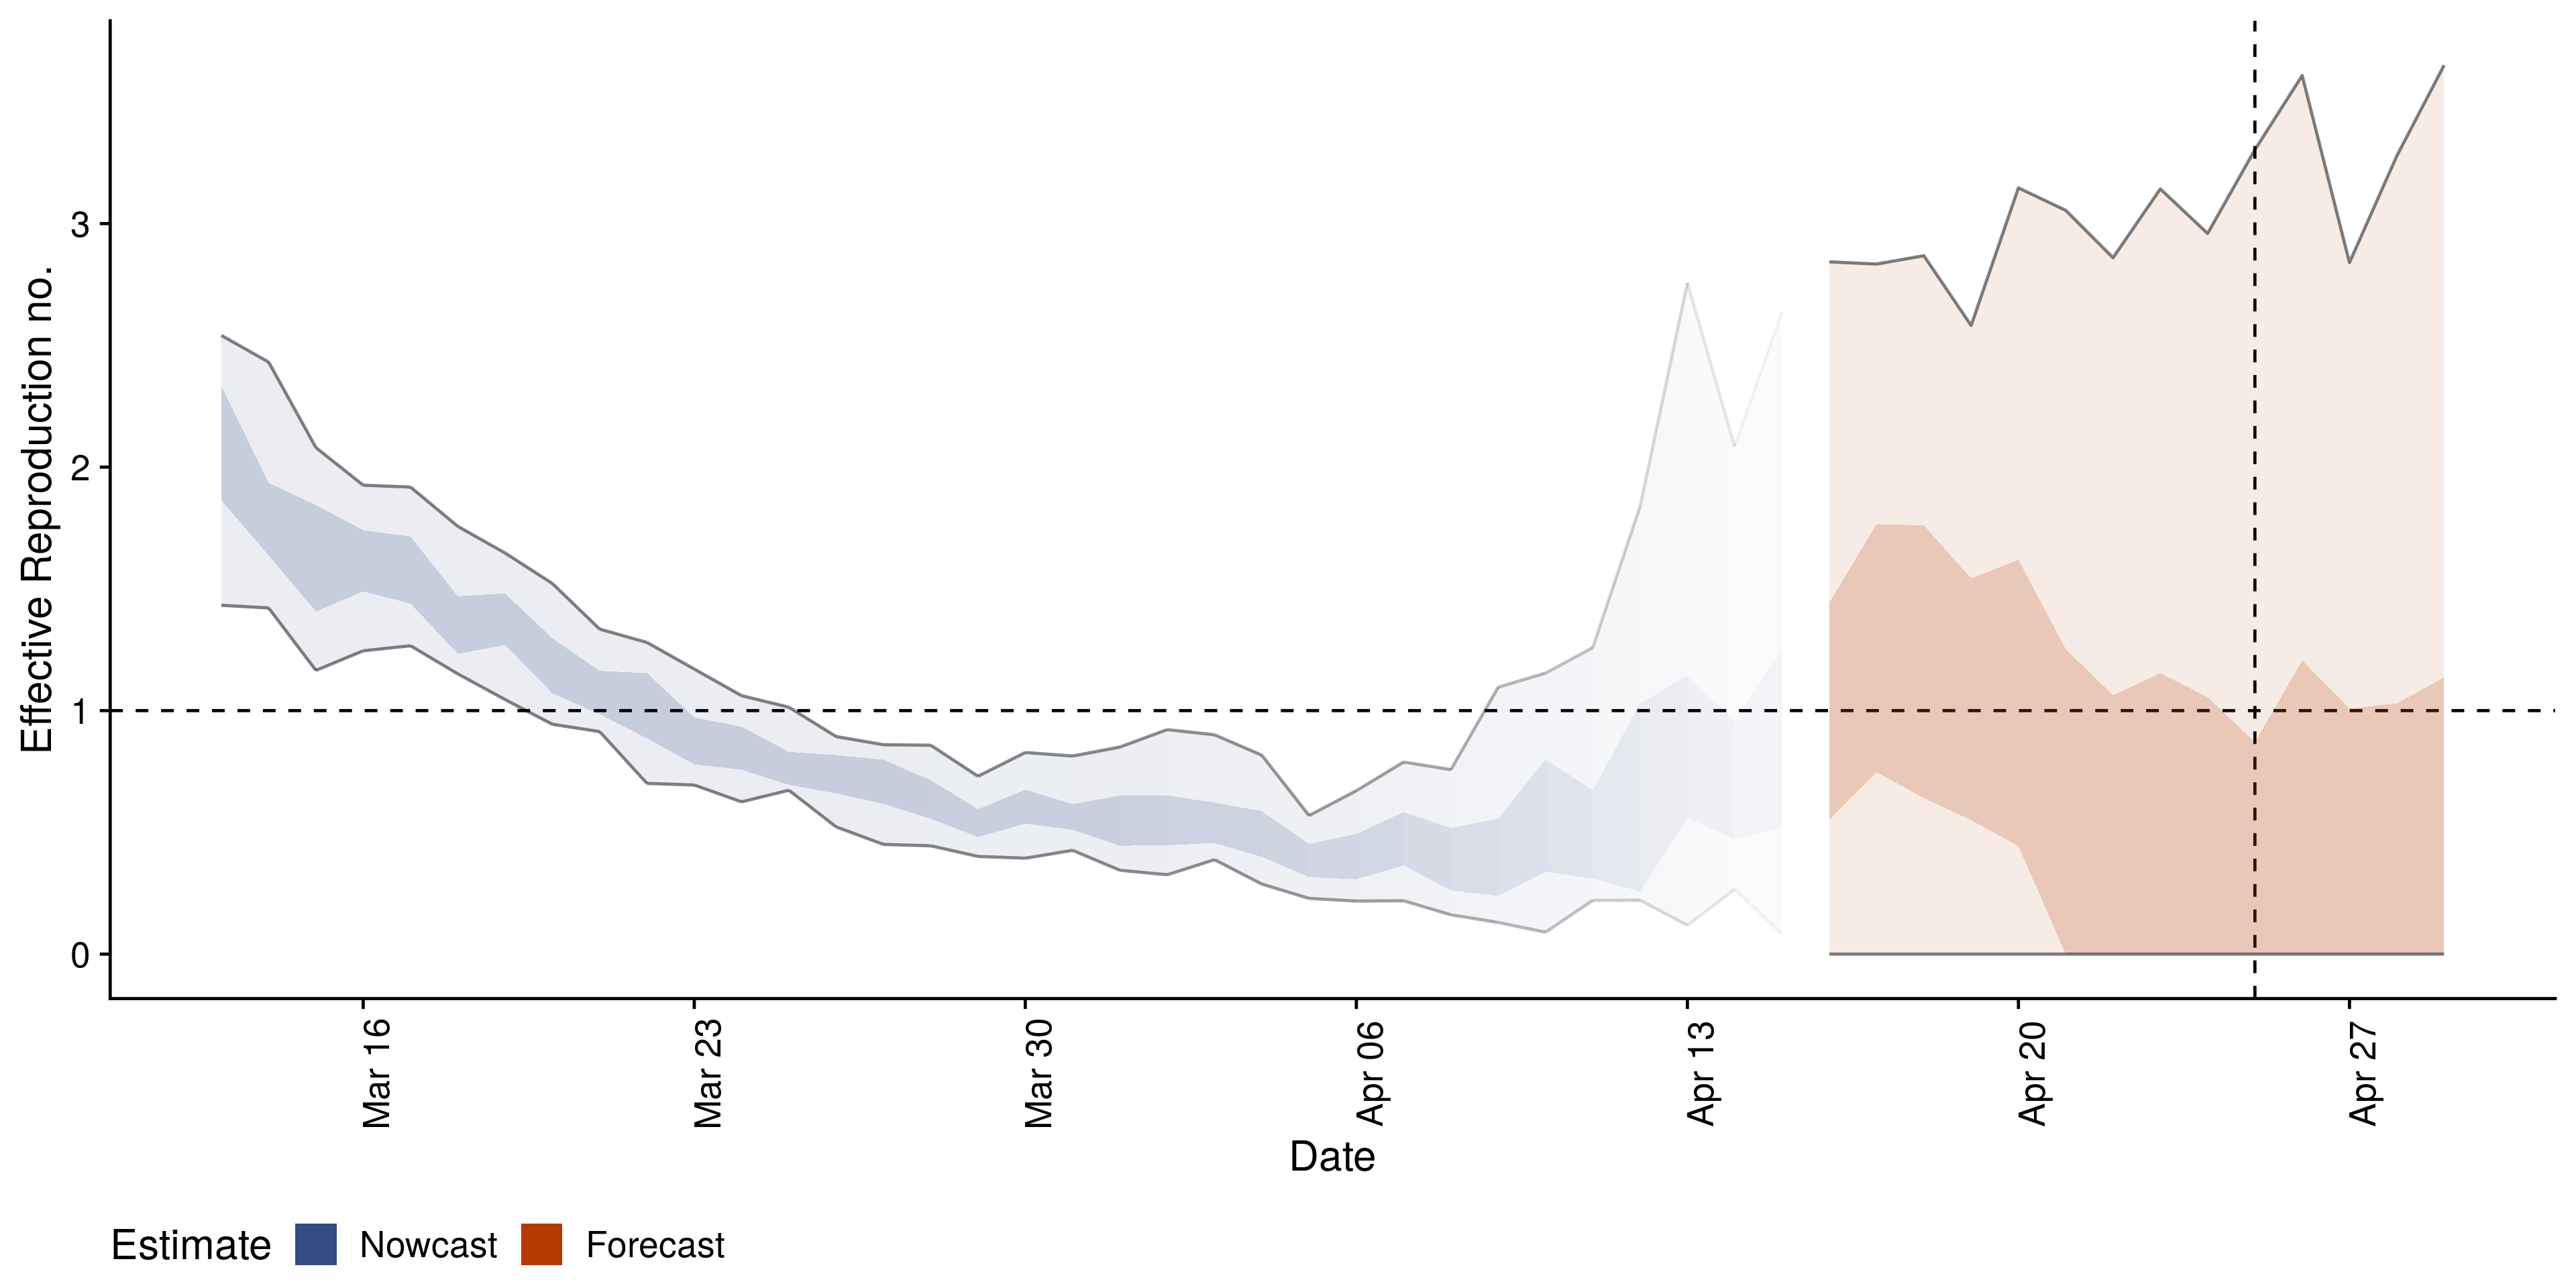 Effective Reproduction no.
3
2
1
0
Mar 16
Mar 23
Mar 30
Apr 06
Apr 13
Apr 20
Apr 27
Date
Estimate Nowcast Forecast